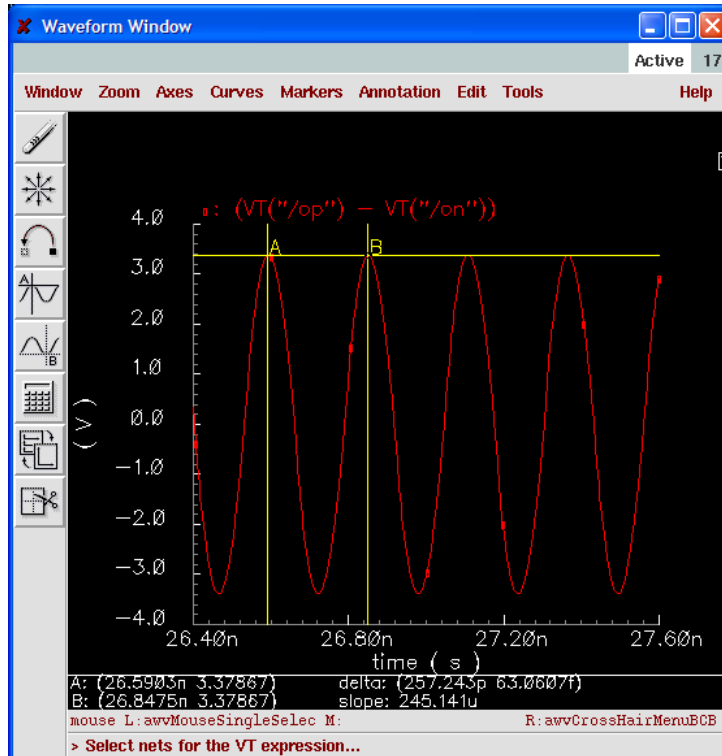 Waveform Window
Active 17
Window Zoom Axes Curves Markers Annotation Edit Tools Help
: (VT("/op") – VT("/on"))
4.0
A B
3.0
2.0
1.0
0.0
(V)
−1.0
−2.0
−3.0
−4.0
26.40n 26.80n 27.20n 27.60n
time ( s )
A: (26.5903n 3.37867) delta: (257.243p 63.0607f)
B: (26.8475n 3.37867) slope: 245.141u
mouse L:awvMouseSingleSelec M: R:awvCrossHairMenuBCB
> Select nets for the VT expression...
A
B